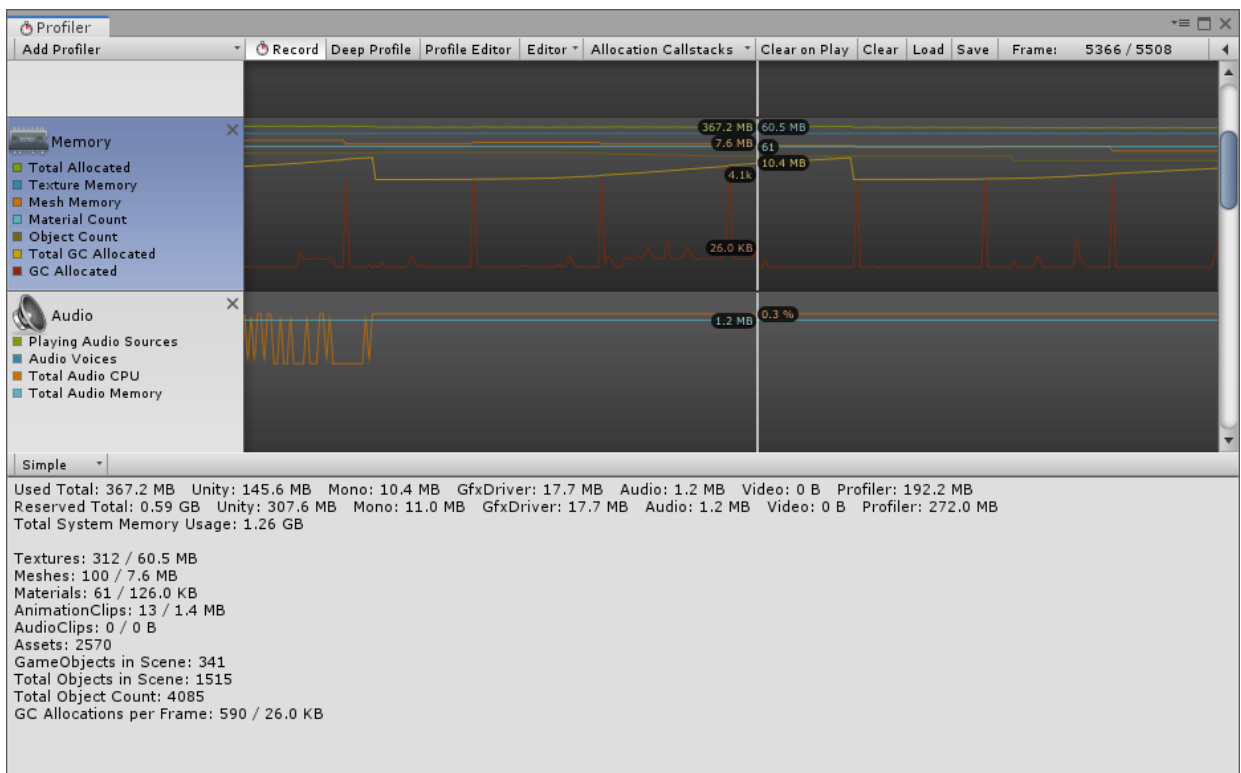 Profiler
Add Profiler Record Deep Profile Profile Editor Editor Allocation Callstacks Clear on Play Clear Load Save Frame: 5366 / 5508
Memory
Total Allocated
Texture Memory
Mesh Memory
Material Count
Object Count
Total GC Allocated
GC Allocated
367.2 MB 60.5 MB
7.6 MB 61
10.4 MB
4.1k
26.0 KB
Audio
Playing Audio Sources
Audio Voices
Total Audio CPU
Total Audio Memory
0.3 %
1.2 MB
Simple
Used Total: 367.2 MB Unity: 145.6 MB Mono: 10.4 MB GfxDriver: 17.7 MB Audio: 1.2 MB Video: 0 B Profiler: 192.2 MB
Reserved Total: 0.59 GB Unity: 307.6 MB Mono: 11.0 MB GfxDriver: 17.7 MB Audio: 1.2 MB Video: 0 B Profiler: 272.0 MB
Total System Memory Usage: 1.26 GB
Textures: 312 / 60.5 MB
Meshes: 100 / 7.6 MB
Materials: 61 / 126.0 KB
AnimationClips: 13 / 1.4 MB
AudioClips: 0 / 0 B
Assets: 2570
GameObjects in Scene: 341
Total Objects in Scene: 1515
Total Object Count: 4085
GC Allocations per Frame: 590 / 26.0 KB